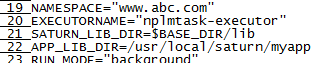 19 NAMESPACE="www.abc.com"
20 EXECUTORNAME="nplmtask-executor"
21 SATURN_LIB_DIR=$BASE_DIR/lib
22 APP_LIB_DIR=/usr/local/saturn/myapp
23 RUN_MODE="background"